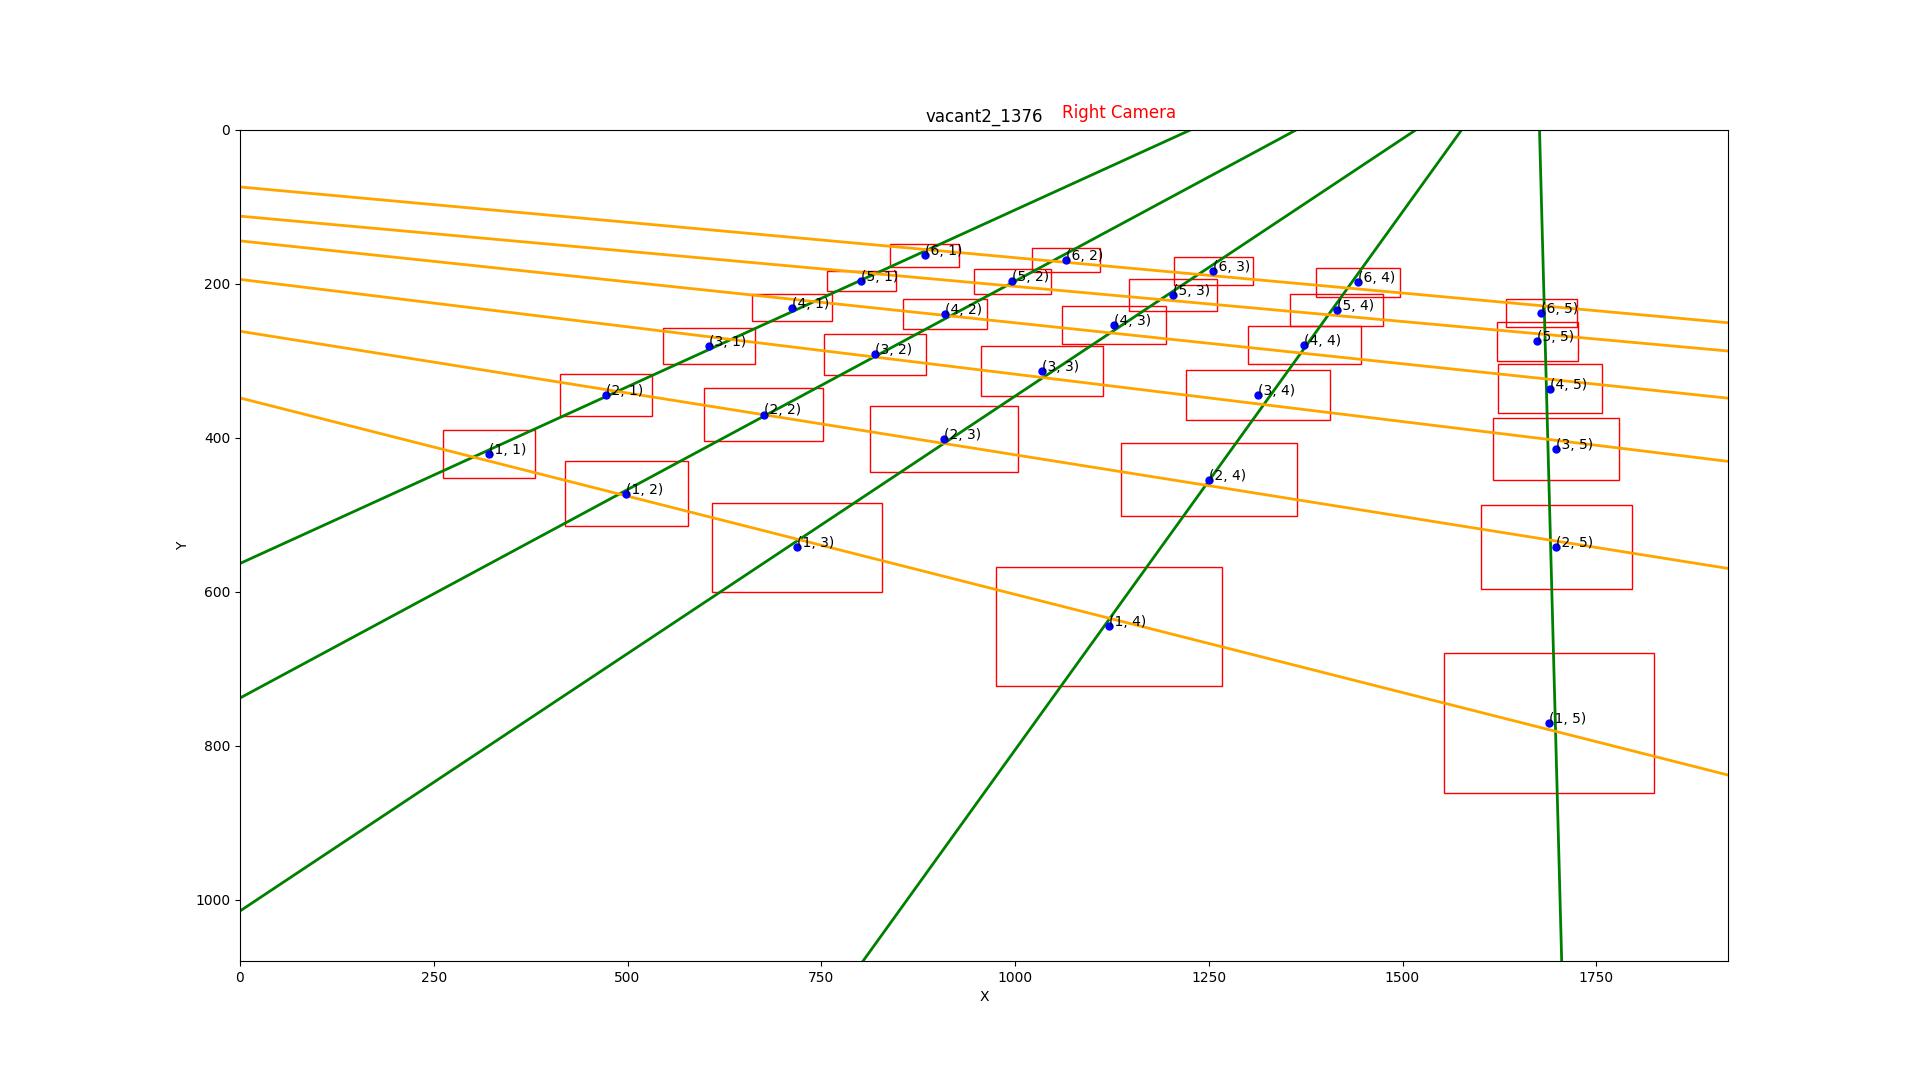 vacant2_1376 Right Camera
0
(6, 1) (6, 2) (6, 3) (6, 4) (6, 5)
200
(5, 1) (5, 2) (5, 3) (5, 4) (5, 5)
(4, 1) (4, 2) (4, 3) (4, 4) (4, 5)
(3, 1) (3, 2) (3, 3) (3, 4) (3, 5)
(2, 1) (2, 2) (2, 3) (2, 4) (2, 5)
400
(1, 1) (1, 2) (1, 3) (1, 4) (1, 5)
Y
600
800
1000
0 250 500 750 1000 1250 1500 1750
X